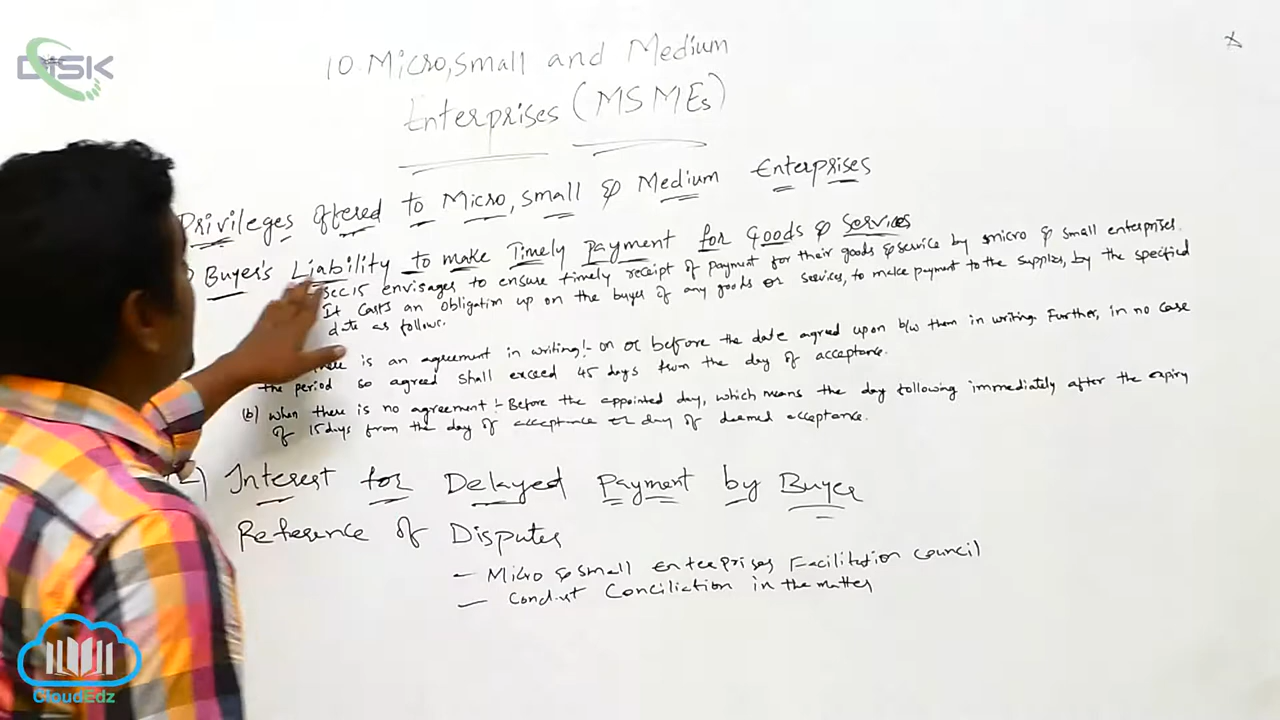 DiSK
10. Micro, Small and Medium
Enterprises (MSMEs)
Privileges offered to Micro, Small & Medium Enterprises
Buyer's Liability to make Timely Payment for Goods & Services
Sec 15 envisages to ensure timely receipt of payment for their goods & service by micro & small enterprises.
It casts an obligation up on the buyer of any goods or services, to make payment to the supplier, by the specified
date as follows.
is an agreement in writing:- on or before the date agreed upon b/w them in writing. Further, in no case
the period so agreed shall exceed 45 days from the day of acceptance.
(b) When there is no agreement:- Before the appointed day, which means the day following immediately after the expiry
of 15 days from the day of acceptance or day of deemed acceptance.
2) Interest for Delayed Payment by Buyer
Reference of Disputes
— Micro & Small Enterprises Facilitation Council
— Conduct Conciliation in the matter
CloudEdz